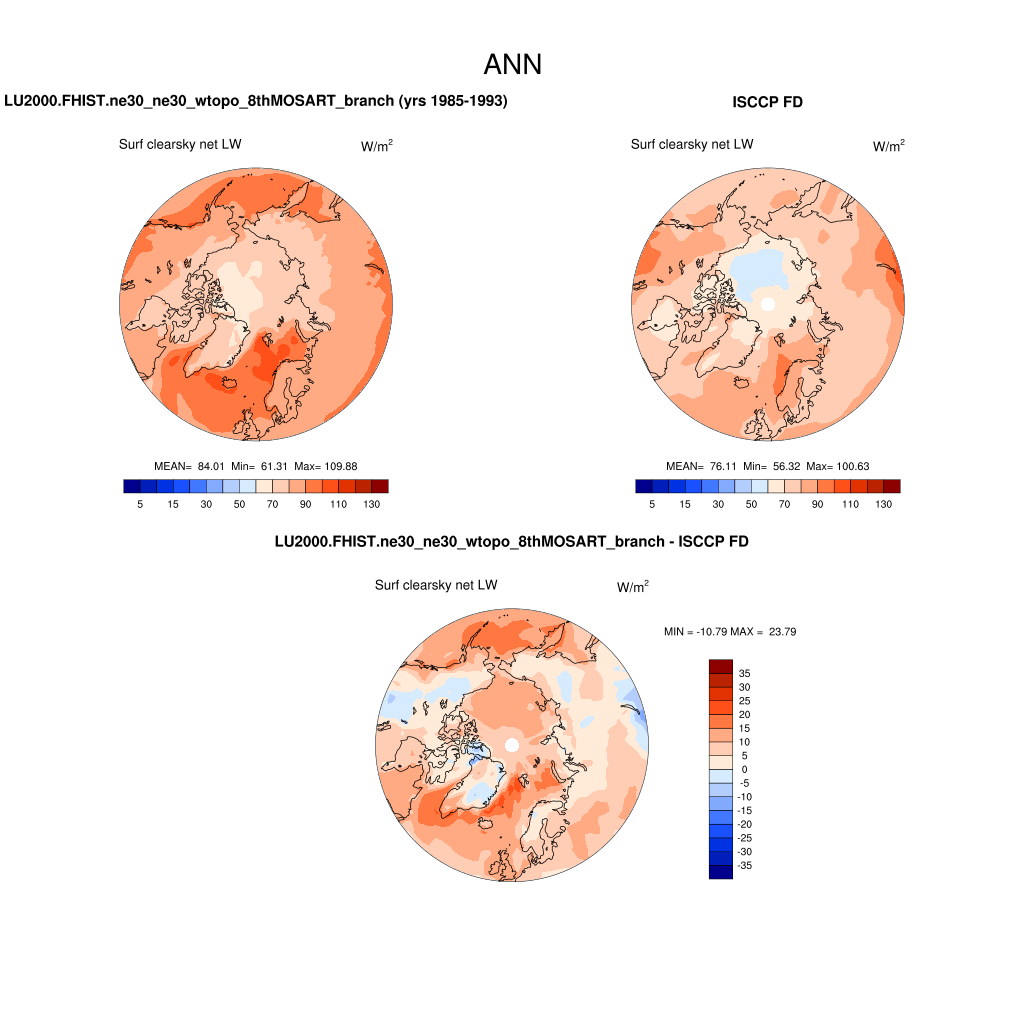 ANN
LU2000.FHIST.ne30_ne30_wtopo_8thMOSART_branch (yrs 1985-1993)
ISCCP FD
Surf clearsky net LW
W/m2
Surf clearsky net LW
W/m2
MEAN= 84.01 Min= 61.31 Max= 109.88
MEAN= 76.11 Min= 56.32 Max= 100.63
5 15 30 50 70 90 110 130
5 15 30 50 70 90 110 130
LU2000.FHIST.ne30_ne30_wtopo_8thMOSART_branch - ISCCP FD
Surf clearsky net LW
W/m2
MIN = -10.79 MAX = 23.79
35
30
25
20
15
10
5
0
-5
-10
-15
-20
-25
-30
-35